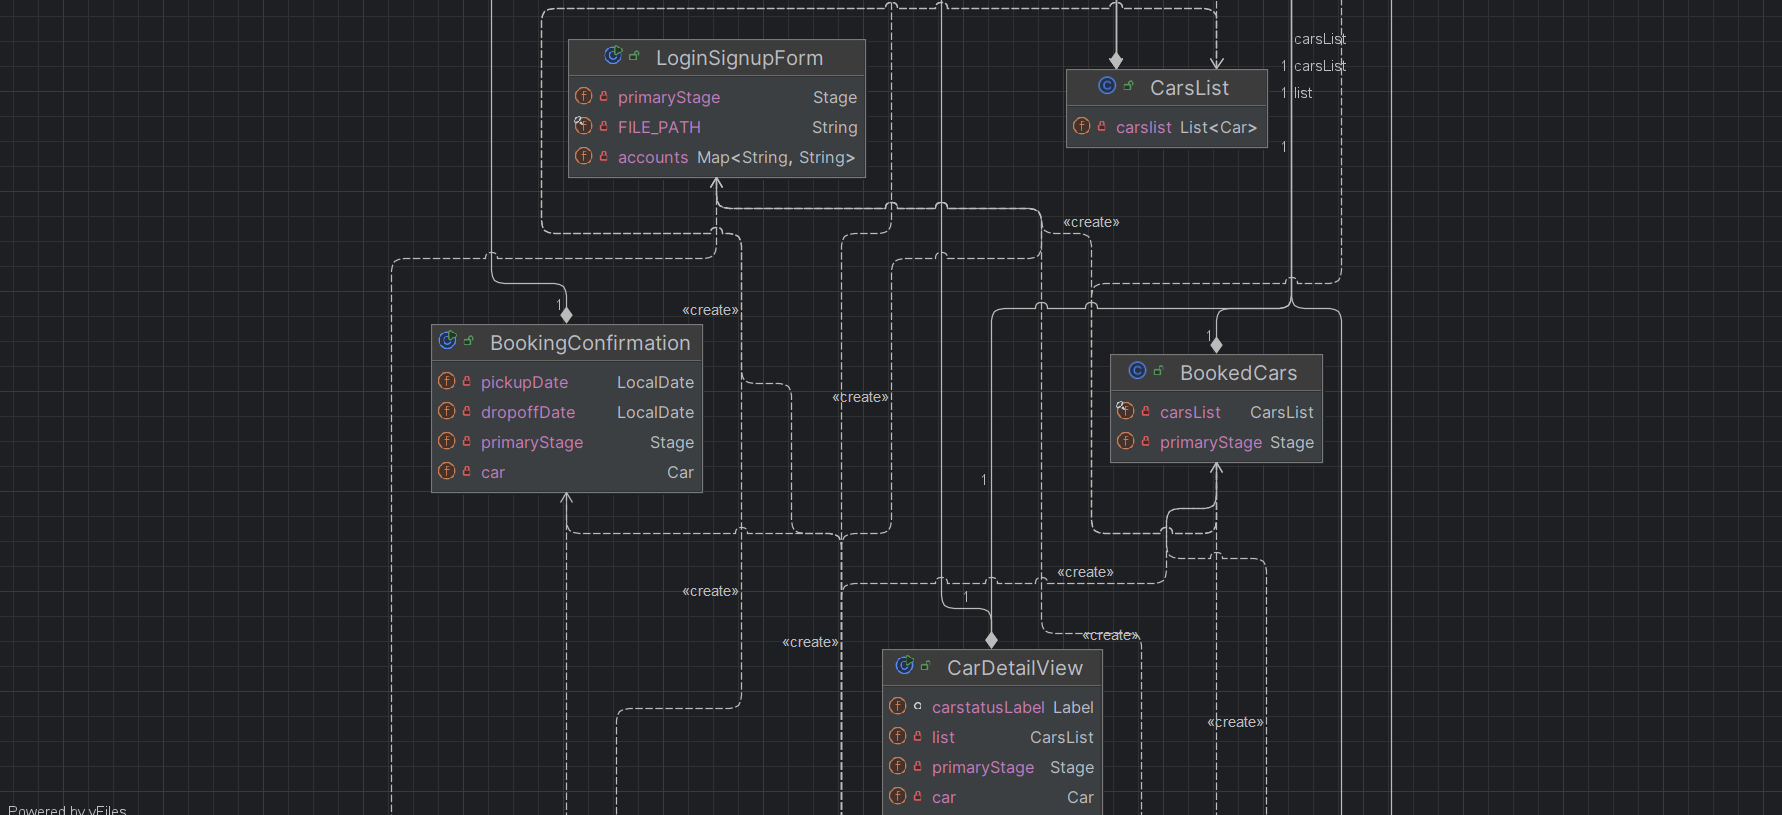 carsList
LoginSignupForm
1 carsList
CarsList
1 list
primaryStage Stage
FILE_PATH String
carslist List<Car>
1
accounts Map<String, String>
«create»
1
«create»
1
BookingConfirmation
BookedCars
pickupDate LocalDate
«create»
dropoffDate LocalDate
carsList CarsList
primaryStage Stage
primaryStage Stage
car Car
1
«create»
«create»
1
«create»
«create»
CarDetailView
carstatusLabel Label
«create»
list CarsList
primaryStage Stage
car Car
Powered by yFiles